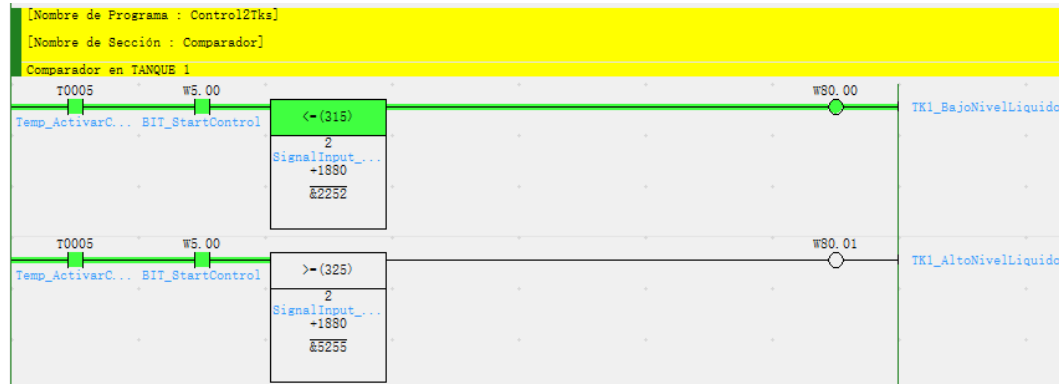 [Nombre de Programa : Control2Tks]
[Nombre de Sección : Comparador]
Comparador en TANQUE 1
T0005 W5.00 W80.00
Temp_ActivarC... BIT_StartControl <=(315) TK1_BajoNivelLiquido
2
SignalInput_...
+1880
&2252
T0005 W5.00 W80.01
Temp_ActivarC... BIT_StartControl >=(325) TK1_AltoNivelLiquido
2
SignalInput_...
+1880
&5255